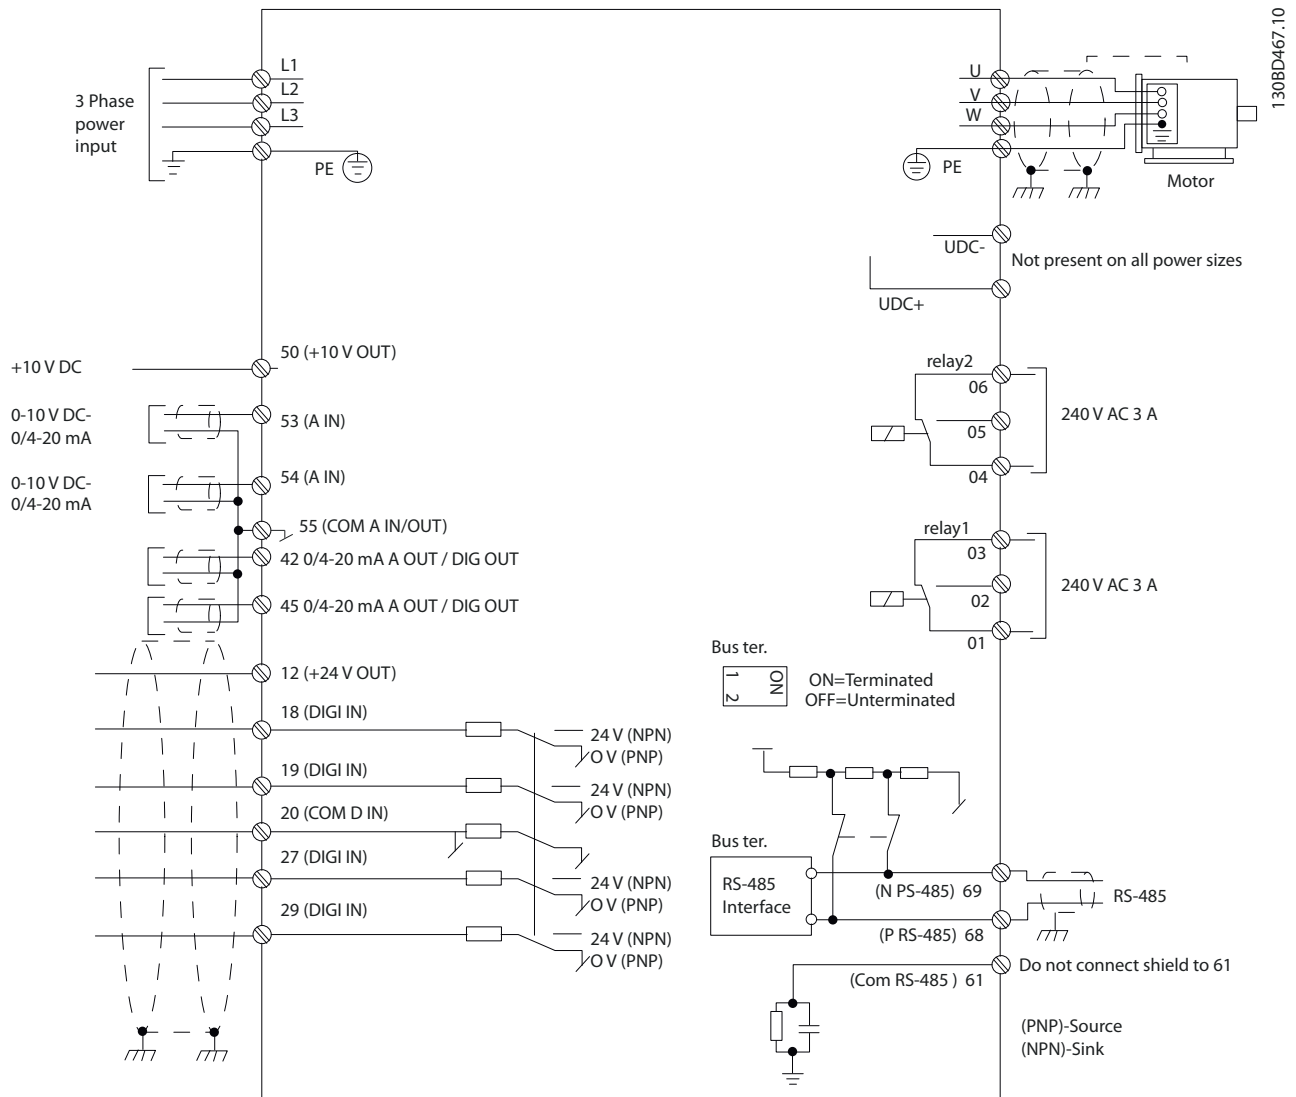 130BD467.10
L1
L2
L3
3 Phase
power
input
PE
U
V
W
PE
Motor
UDC-
Not present on all power sizes
UDC+
+10 V DC
50 (+10 V OUT)
0-10 V DC-
0/4-20 mA
53 (A IN)
0-10 V DC-
0/4-20 mA
54 (A IN)
55 (COM A IN/OUT)
42 0/4-20 mA A OUT / DIG OUT
45 0/4-20 mA A OUT / DIG OUT
12 (+24 V OUT)
18 (DIGI IN)
24 V (NPN)
O V (PNP)
19 (DIGI IN)
24 V (NPN)
O V (PNP)
20 (COM D IN)
27 (DIGI IN)
24 V (NPN)
O V (PNP)
29 (DIGI IN)
24 V (NPN)
O V (PNP)
relay2
06
05
04
240 V AC 3 A
relay1
03
02
01
240 V AC 3 A
Bus ter.
1
2
ON
ON=Terminated
OFF=Unterminated
Bus ter.
RS-485
Interface
(N PS-485) 69
RS-485
(P RS-485) 68
(Com RS-485 ) 61
Do not connect shield to 61
(PNP)-Source
(NPN)-Sink